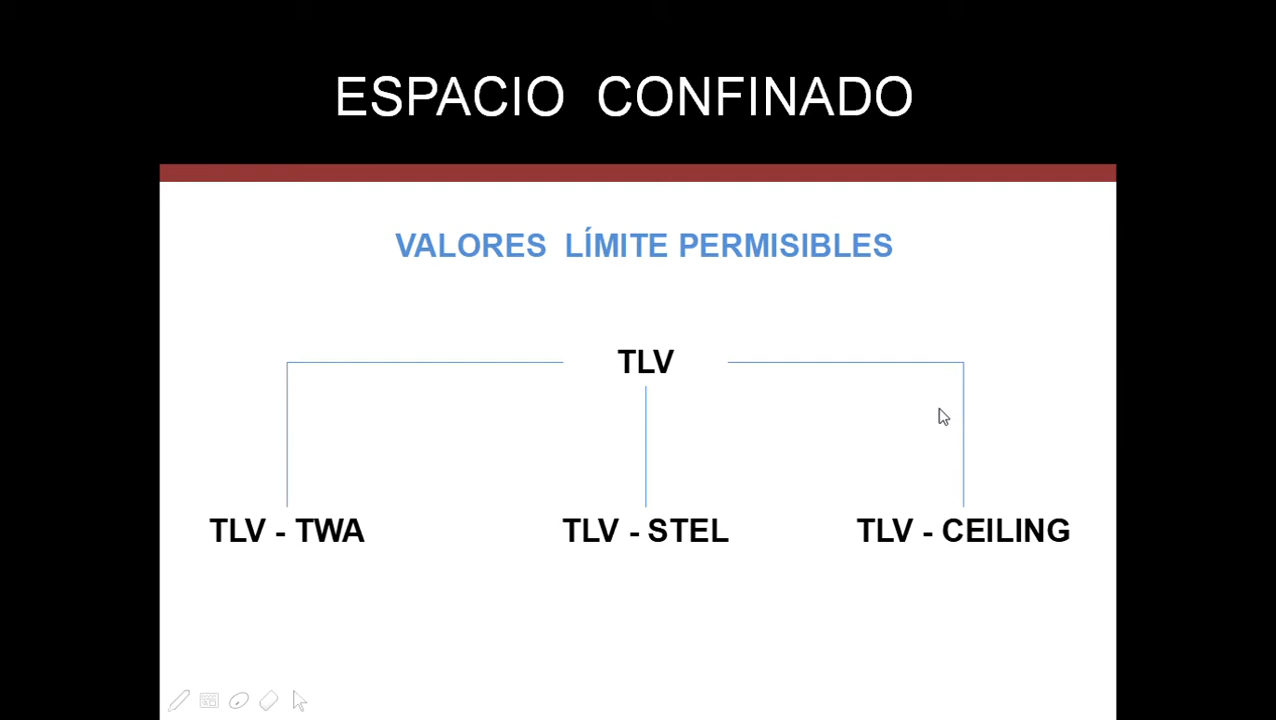 ESPACIO CONFINADO
VALORES LÍMITE PERMISIBLES
TLV
TLV - TWA
TLV - STEL
TLV - CEILING